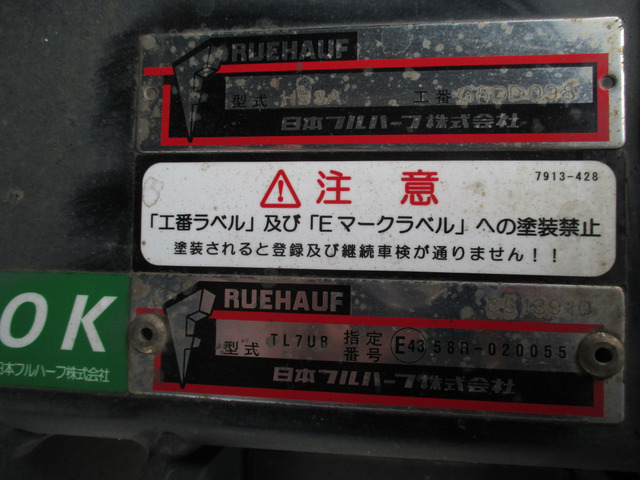 FRUEHAUF
型式 工番
日本フルハーフ株式会社
注意
7913-428
「工番ラベル」及び「Eマークラベル」への塗装禁止
塗装されると登録及び継続車検が通りません!!
FRUEHAUF
型式 TL7UB 指定番号 E43 58R-020055
日本フルハーフ株式会社
OK
日本フルハーフ株式会社